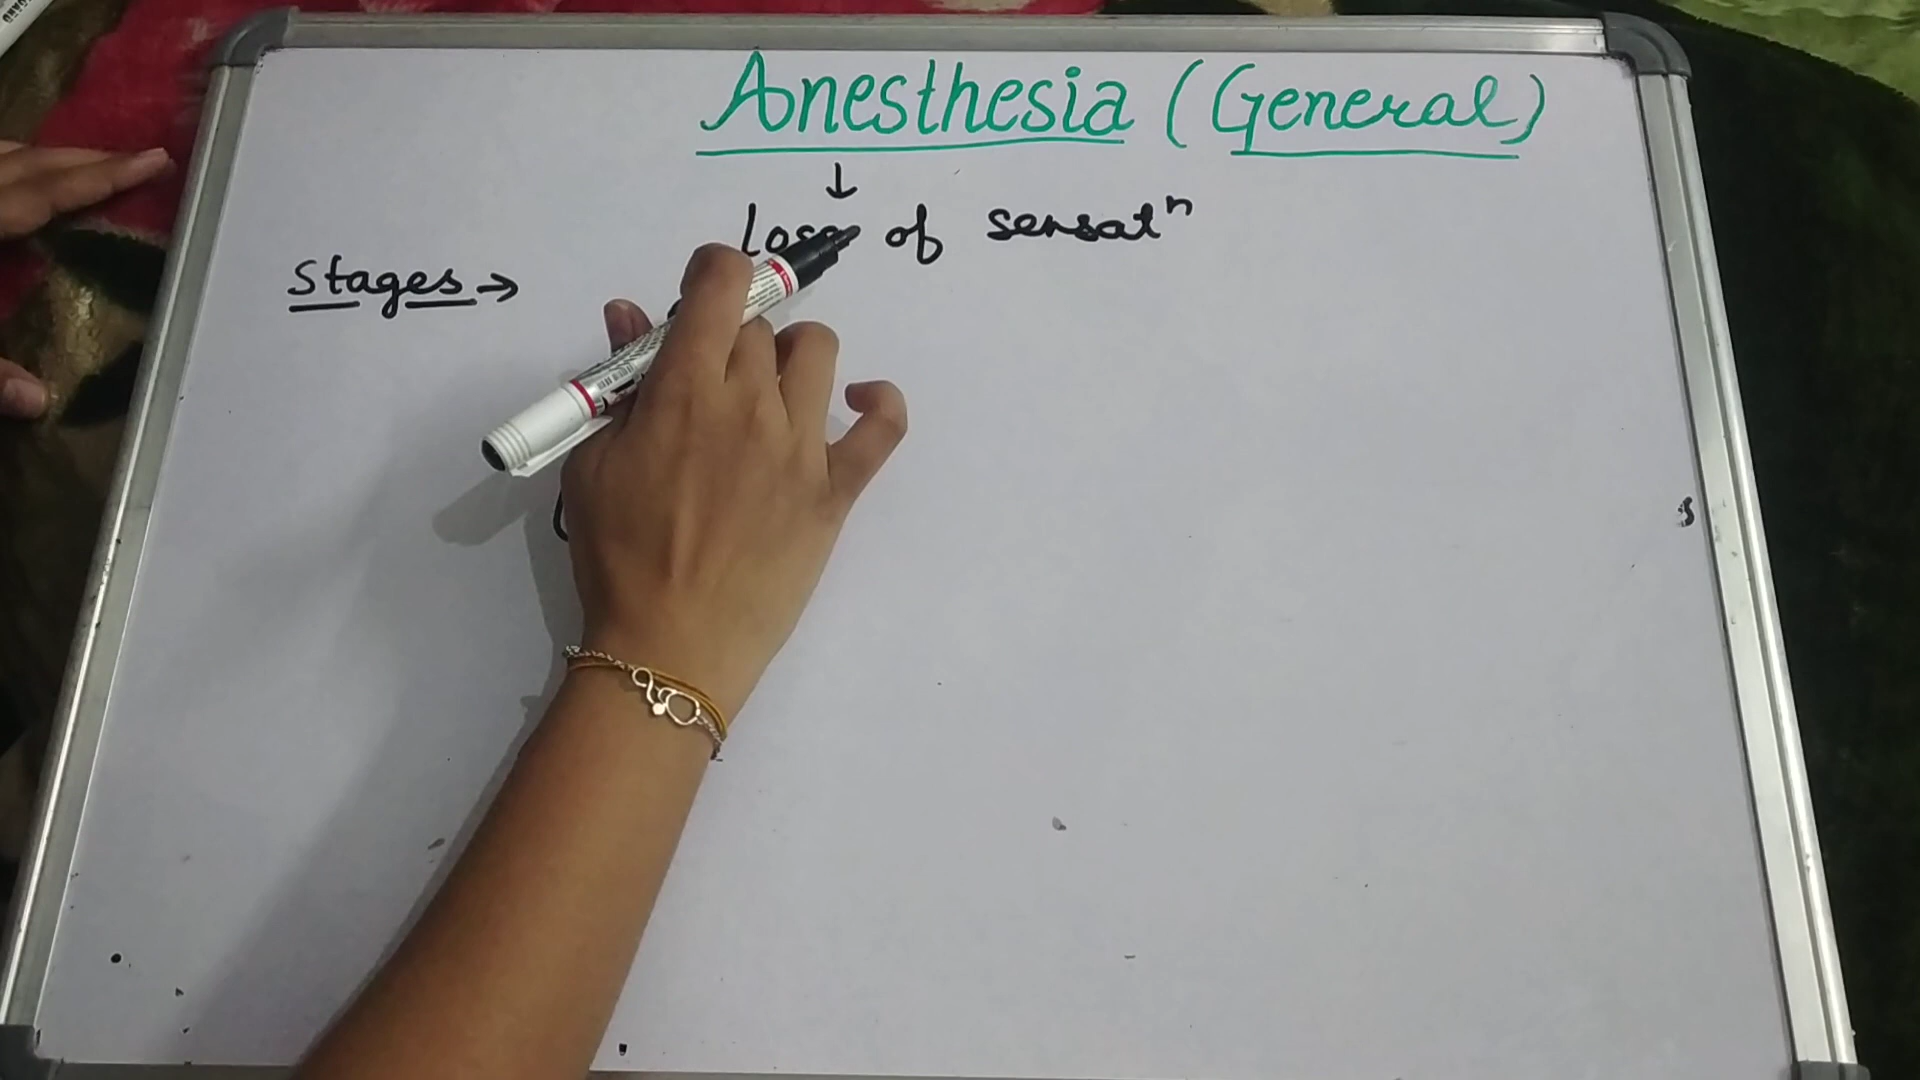 Anesthesia (General)
↓
Loss of sensatⁿ
Stages →